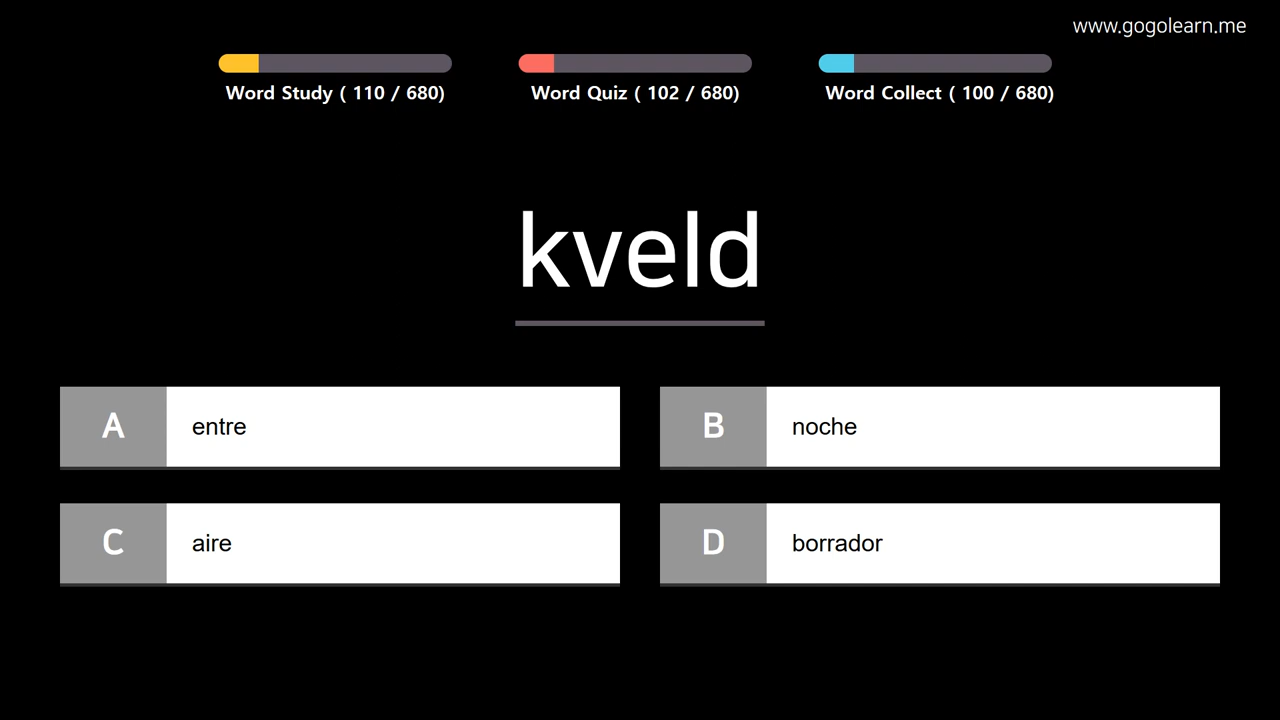 www.gogolearn.me
Word Study ( 110 / 680)
Word Quiz ( 102 / 680)
Word Collect ( 100 / 680)
kveld
A entre
B noche
C aire
D borrador